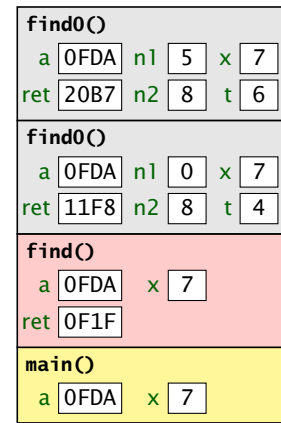 find0()
a 0FDA n1 5 x 7
ret 20B7 n2 8 t 6
find0()
a 0FDA n1 0 x 7
ret 11F8 n2 8 t 4
find()
a 0FDA x 7
ret 0F1F
main()
a 0FDA x 7